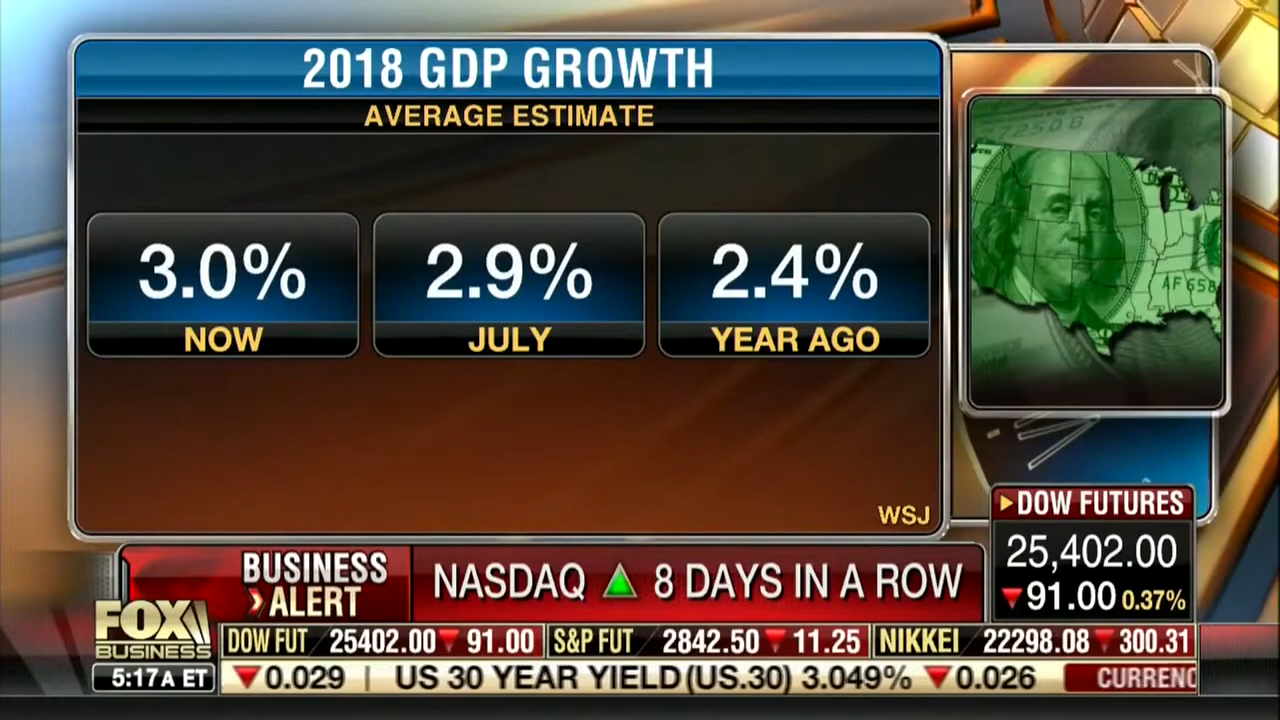 2018 GDP GROWTH
AVERAGE ESTIMATE
3.0% 2.9% 2.4%
NOW JULY YEAR AGO
WSJ
AF 658
DOW FUTURES
25,402.00
▼91.00 0.37%
BUSINESS
ALERT
NASDAQ ▲ 8 DAYS IN A ROW
FOX
BUSINESS
5:17A ET
DOW FUT 25402.00 ▼ 91.00 S&P FUT 2842.50 ▼ 11.25 NIKKEI 22298.08 ▼ 300.31
▼0.029 | US 30 YEAR YIELD (US.30) 3.049% ▼0.026 CURRENC